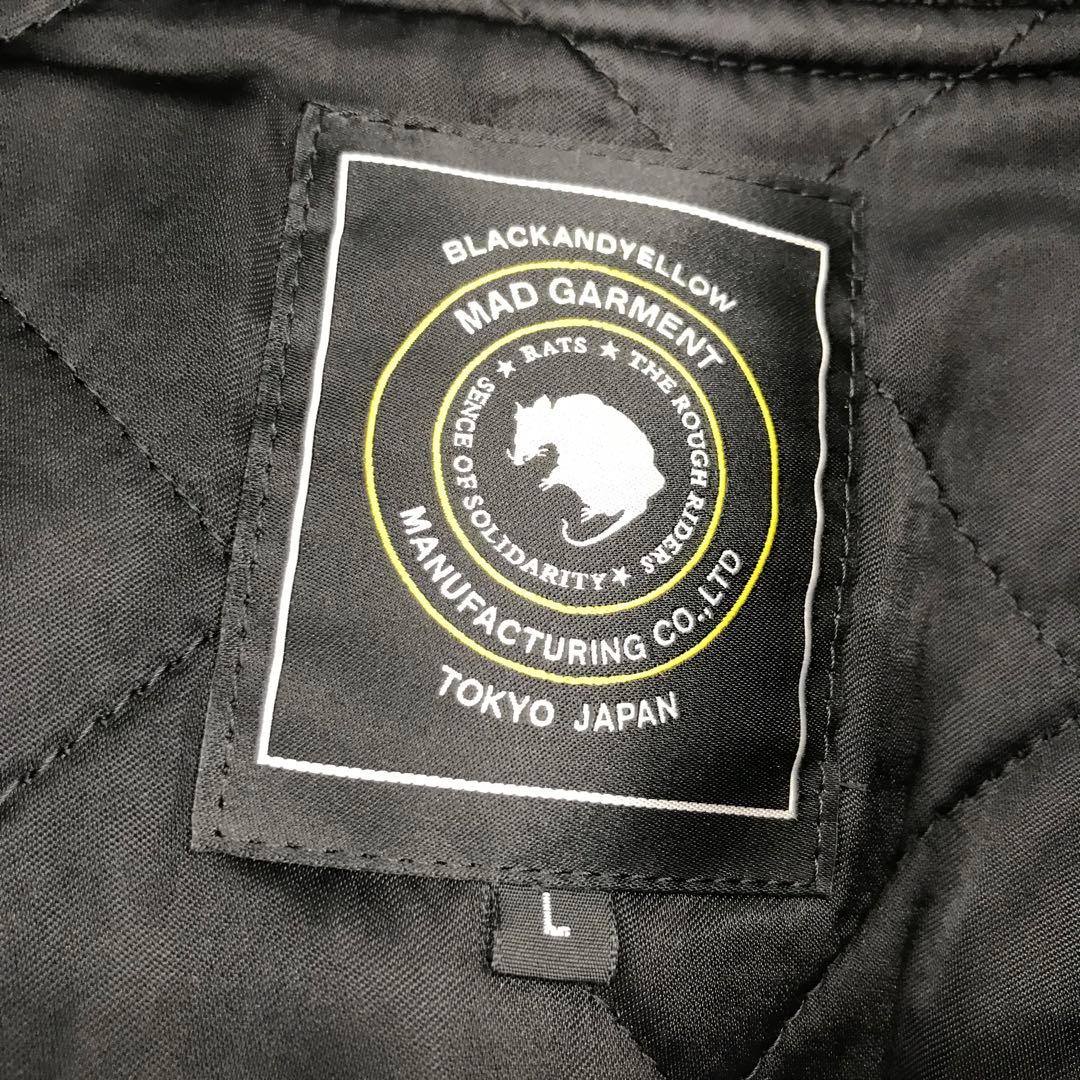 BLACKANDYELLOW
MAD GARMENT
★ RATS ★ THE ROUGH RIDERS
SENCE OF SOLIDARITY ★
MANUFACTURING CO.,LTD
TOKYO JAPAN
L